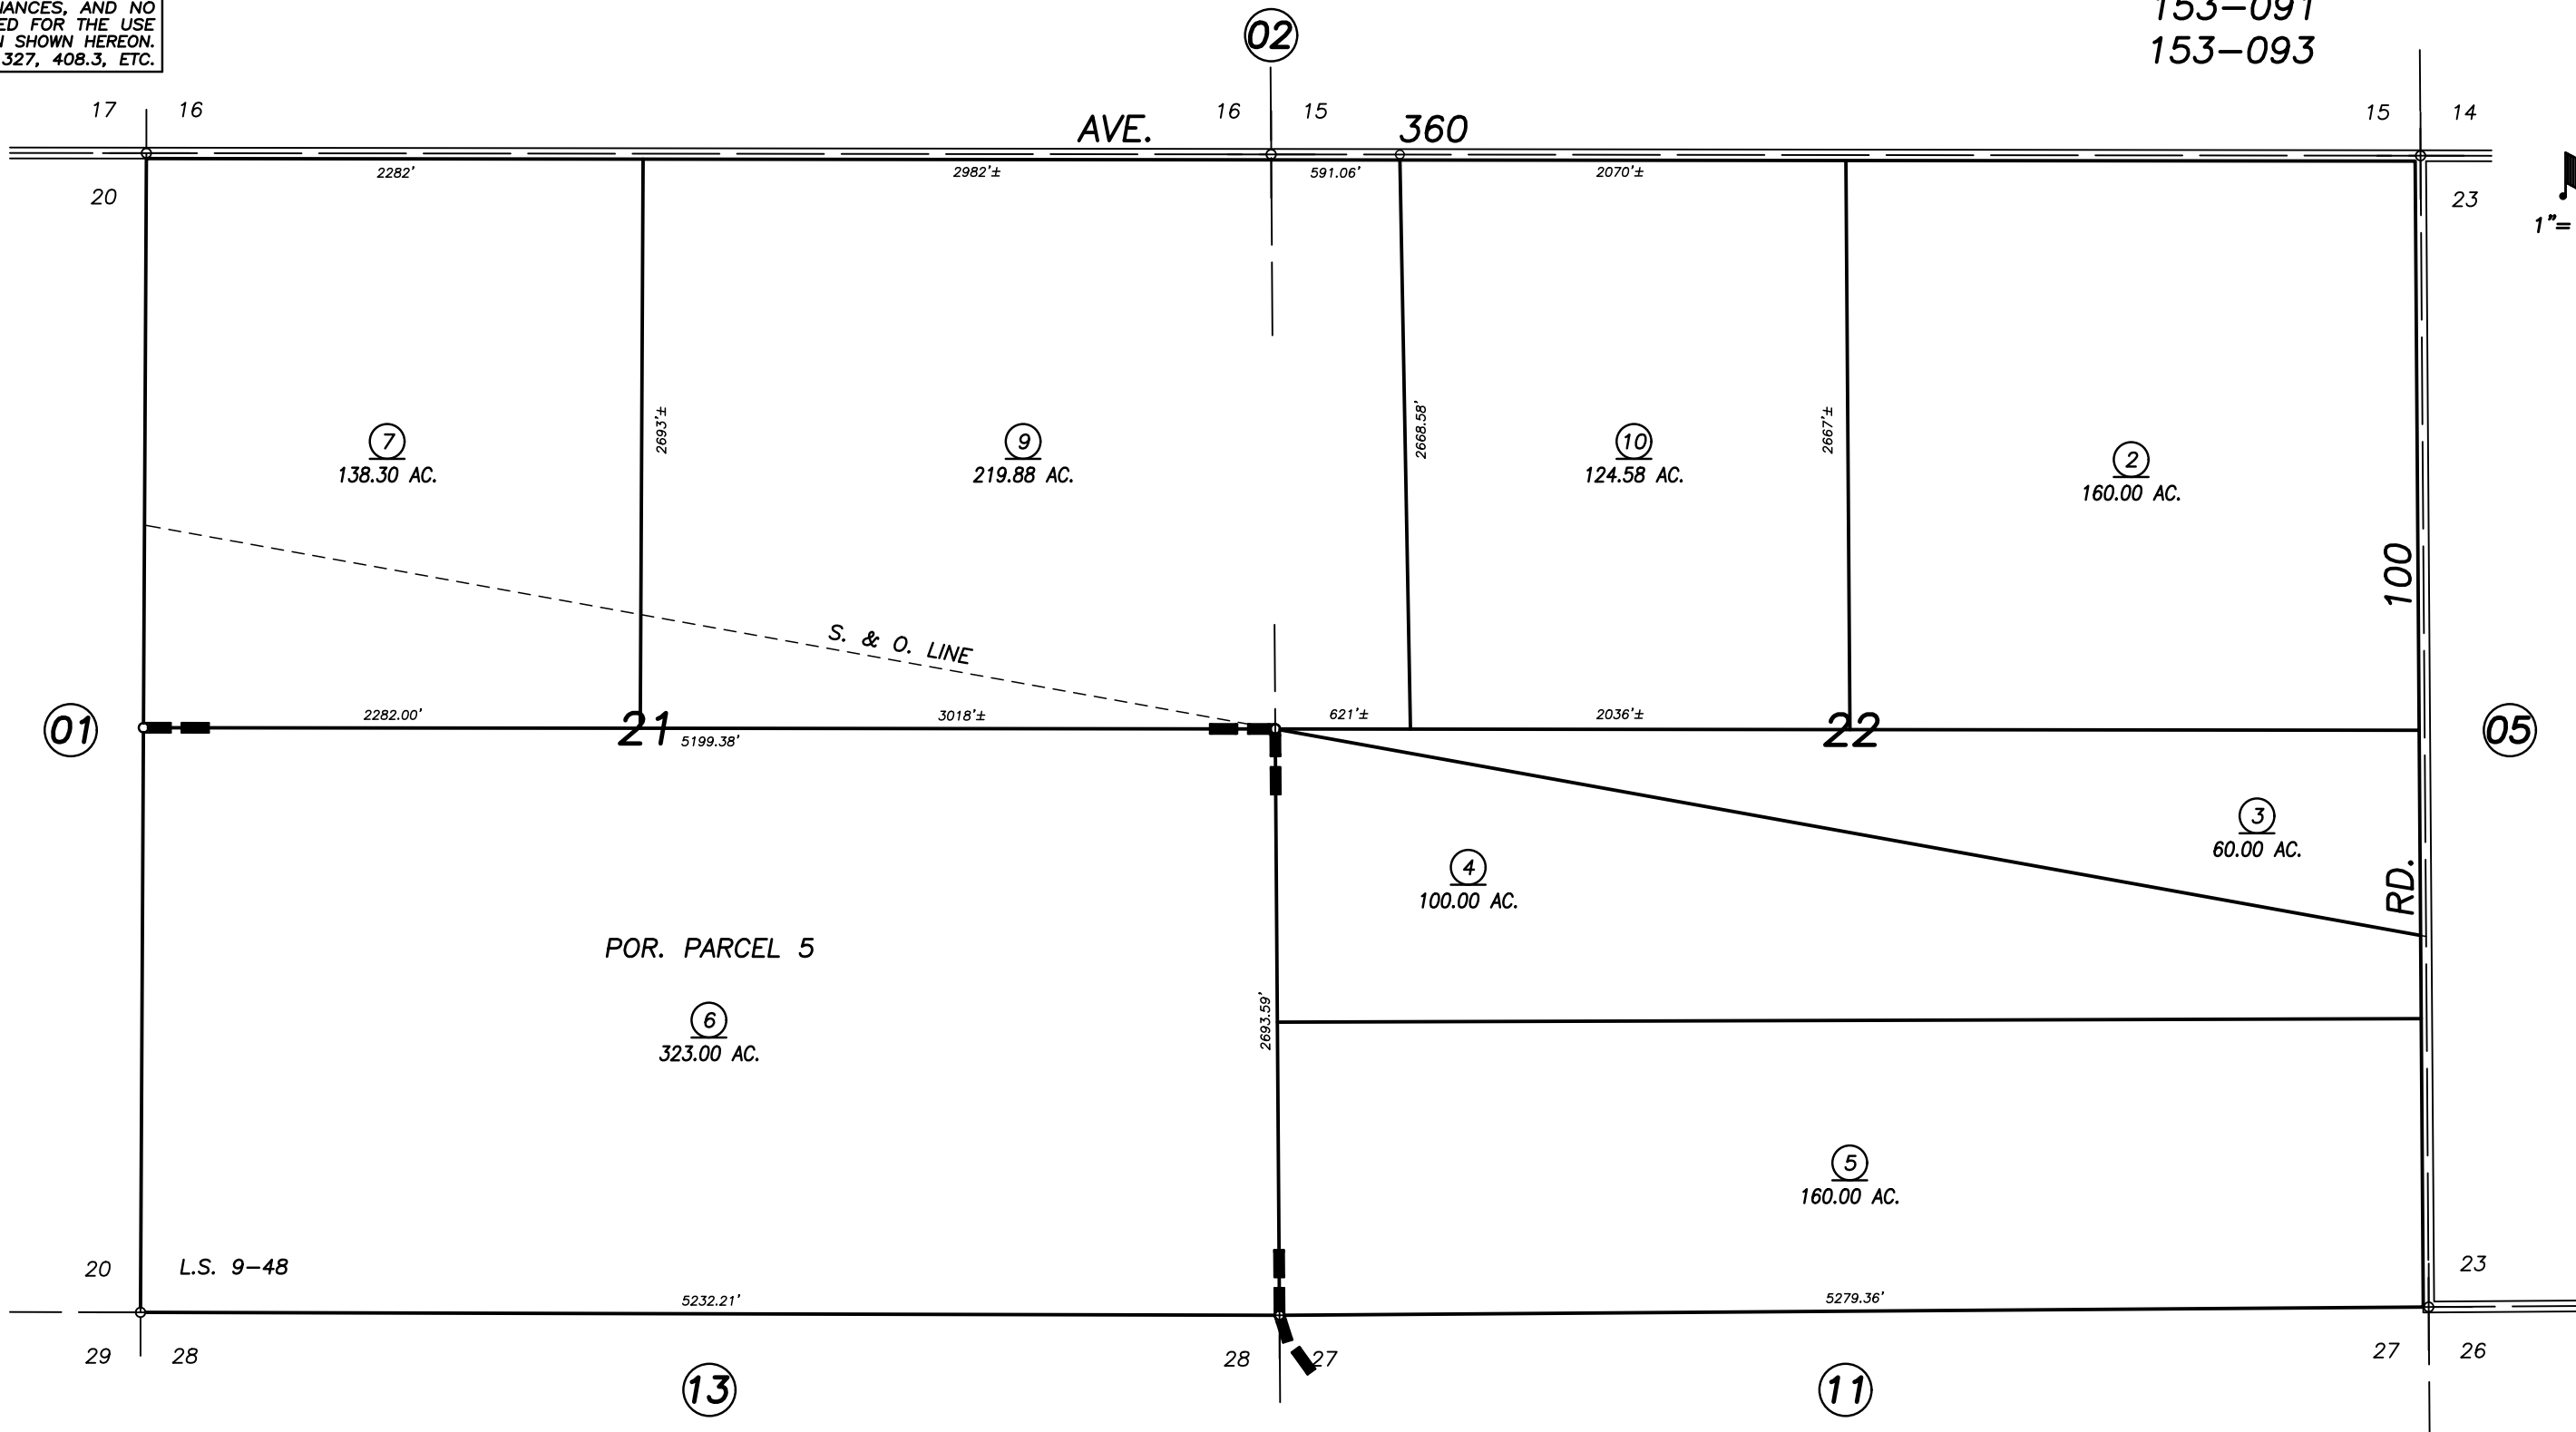 AND NO
ED FOR THE USE
SHOWN HEREON.
327, 408.3, ETC.
02
153-091
153-093
17 16
16 15
15 14
AVE. 360
2282'
2982'±
591.06'
2070'±
20
23
1"=
2693'±
2668.58'
2667'±
7
138.30 AC.
9
219.88 AC.
10
124.58 AC.
2
160.00 AC.
100
S. & O. LINE
01
2282.00'
21
5199.38'
3018'±
621'±
2036'±
22
05
3
60.00 AC.
RD.
4
100.00 AC.
POR. PARCEL 5
6
323.00 AC.
2693.59'
5
160.00 AC.
20
L.S. 9-48
23
5232.21'
5279.36'
29 28
28 27
27 26
13
11